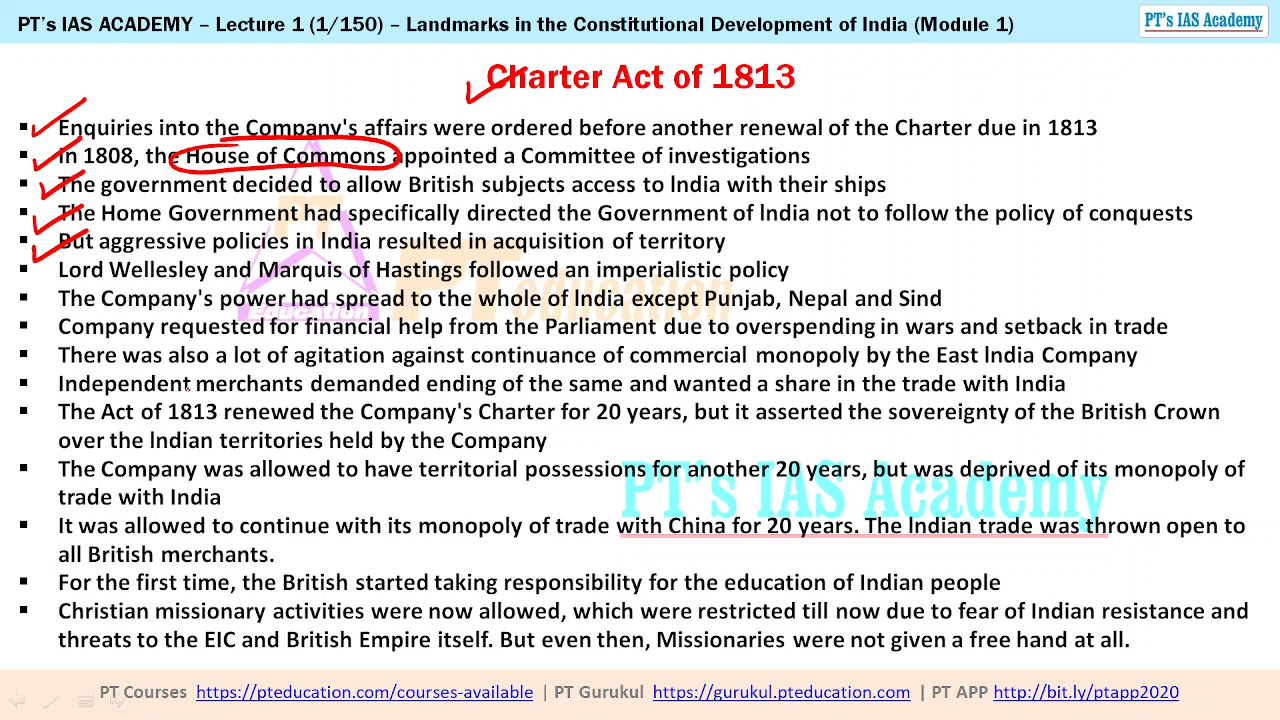 PT's IAS ACADEMY – Lecture 1 (1/150) – Landmarks in the Constitutional Development of India (Module 1)
PT's IAS Academy
Charter Act of 1813
▪ Enquiries into the Company's affairs were ordered before another renewal of the Charter due in 1813
▪ In 1808, the House of Commons appointed a Committee of investigations
▪ The government decided to allow British subjects access to India with their ships
▪ The Home Government had specifically directed the Government of India not to follow the policy of conquests
▪ But aggressive policies in India resulted in acquisition of territory
▪ Lord Wellesley and Marquis of Hastings followed an imperialistic policy
▪ The Company's power had spread to the whole of India except Punjab, Nepal and Sind
▪ Company requested for financial help from the Parliament due to overspending in wars and setback in trade
▪ There was also a lot of agitation against continuance of commercial monopoly by the East India Company
▪ Independent merchants demanded ending of the same and wanted a share in the trade with India
▪ The Act of 1813 renewed the Company's Charter for 20 years, but it asserted the sovereignty of the British Crown
over the Indian territories held by the Company
▪ The Company was allowed to have territorial possessions for another 20 years, but was deprived of its monopoly of
trade with India
▪ It was allowed to continue with its monopoly of trade with China for 20 years. The Indian trade was thrown open to
all British merchants.
▪ For the first time, the British started taking responsibility for the education of Indian people
▪ Christian missionary activities were now allowed, which were restricted till now due to fear of Indian resistance and
threats to the EIC and British Empire itself. But even then, Missionaries were not given a free hand at all.
PT education
Education
PT's IAS Academy
PT Courses https://pteducation.com/courses-available | PT Gurukul https://gurukul.pteducation.com | PT APP http://bit.ly/ptapp2020